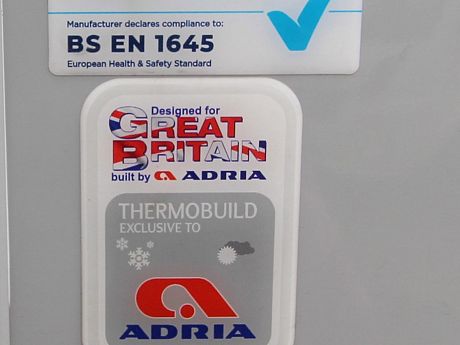 Manufacturer declares compliance to:
BS EN 1645
European Health & Safety Standard
Designed for
GREAT
BRITAIN
built by ADRIA
THERMOBUILD
EXCLUSIVE TO
ADRIA